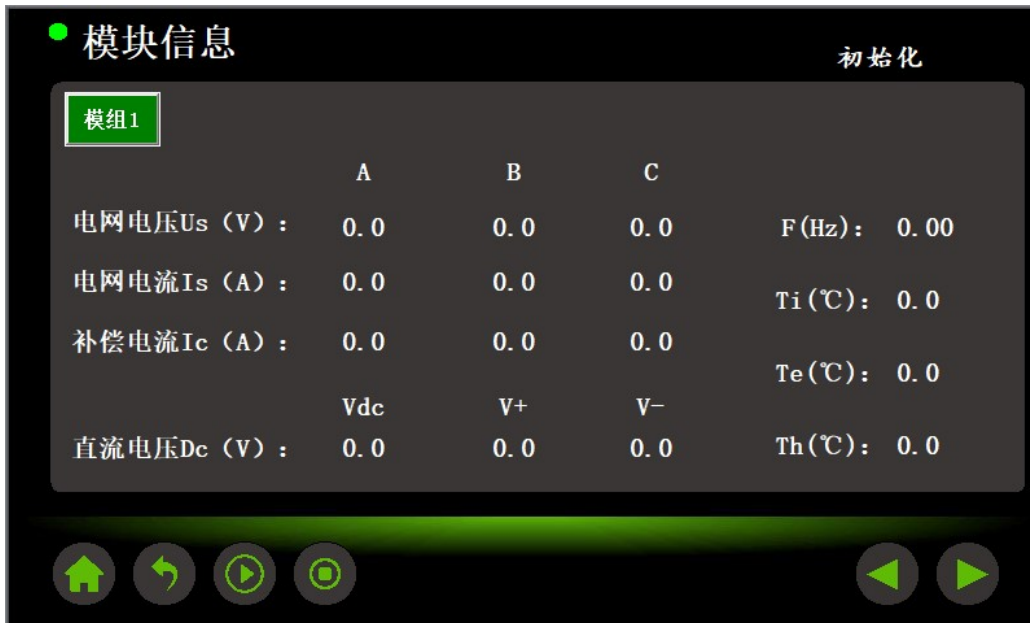 模块信息
初始化
模组1
A B C
电网电压Us（V）： 0.0 0.0 0.0 F(Hz)： 0.00
电网电流Is（A）： 0.0 0.0 0.0 Ti(℃)： 0.0
补偿电流Ic（A）： 0.0 0.0 0.0 Te(℃)： 0.0
Vdc V+ V-
直流电压Dc（V）： 0.0 0.0 0.0 Th(℃)： 0.0